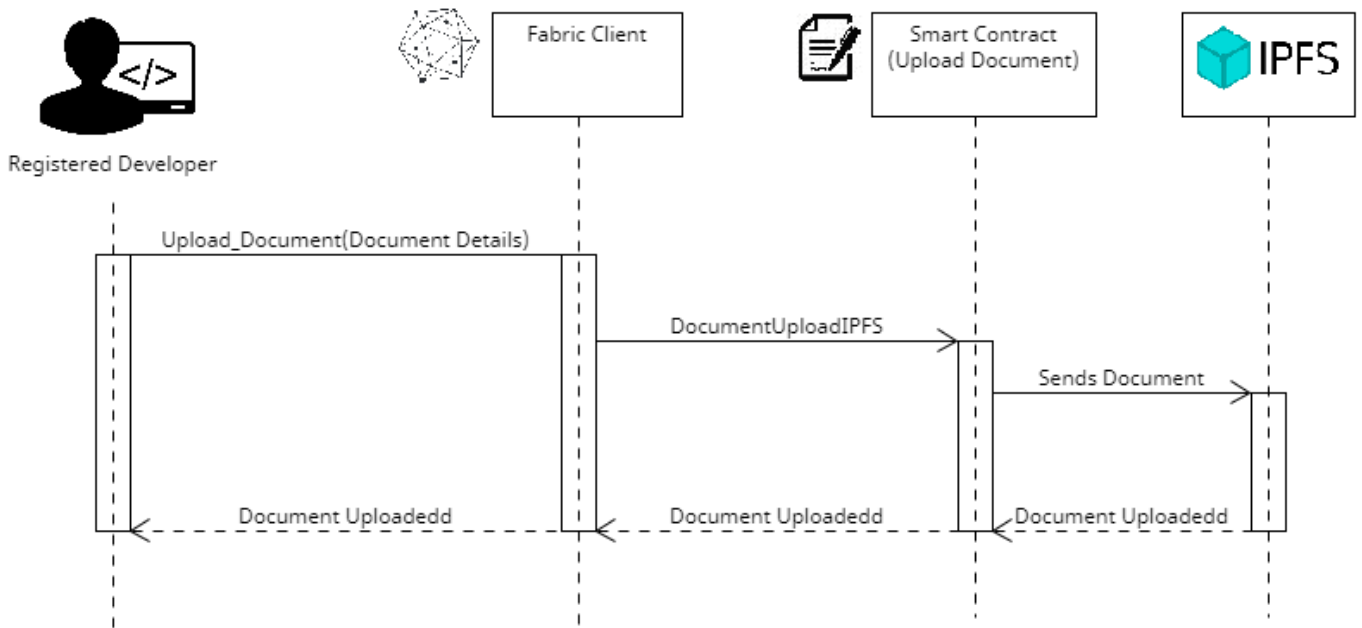 </>
Fabric Client
Smart Contract
(Upload Document)
IPFS
Registered Developer
Upload_Document(Document Details)
DocumentUploadIPFS
Sends Document
Document Uploadedd
Document Uploadedd
Document Uploadedd